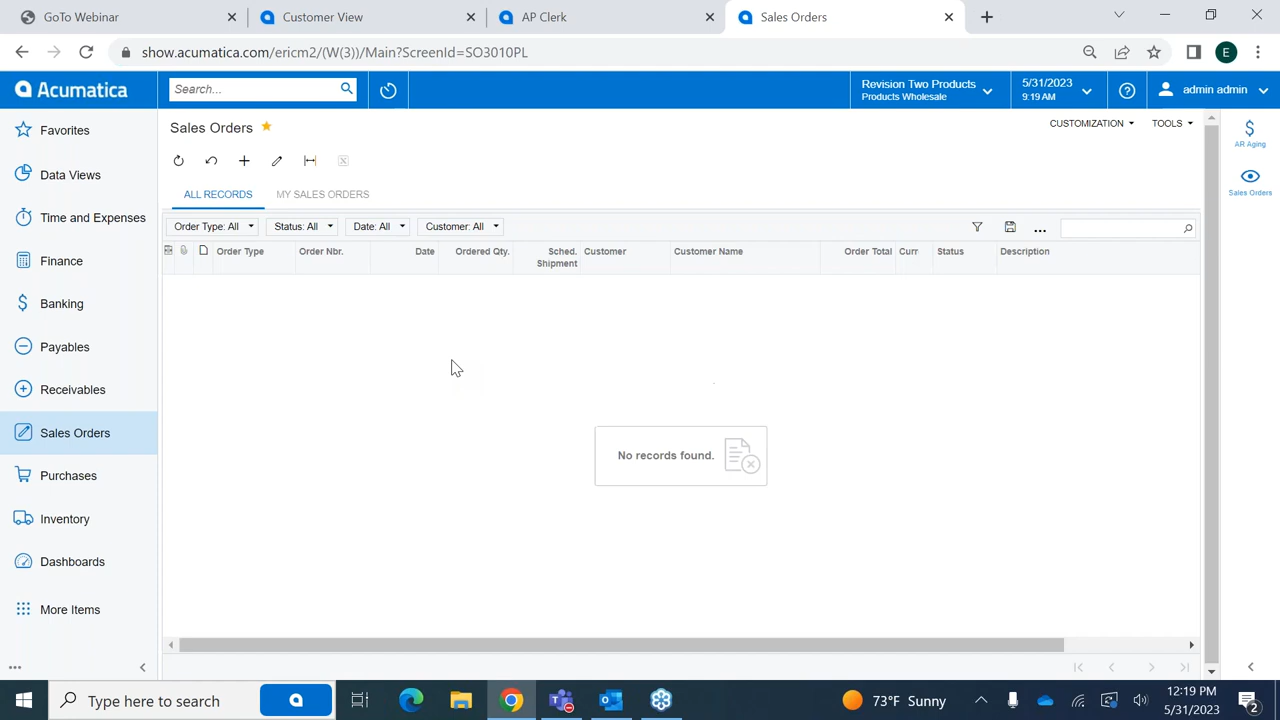 GoTo Webinar
Customer View
AP Clerk
Sales Orders
show.acumatica.com/ericm2/(W(3))/Main?ScreenId=SO3010PL
E
Acumatica
Search...
Revision Two Products
Products Wholesale
5/31/2023
9:19 AM
admin admin
Favorites
Data Views
Time and Expenses
Finance
Banking
Payables
Receivables
Sales Orders
Purchases
Inventory
Dashboards
More Items
Sales Orders
CUSTOMIZATION
TOOLS
ALL RECORDS
MY SALES ORDERS
Order Type: All
Status: All
Date: All
Customer: All
Order Type
Order Nbr.
Date
Ordered Qty.
Sched.
Shipment
Customer
Customer Name
Order Total
Curr
Status
Description
No records found.
AR Aging
Sales Orders
Type here to search
73°F Sunny
12:19 PM
5/31/2023
2